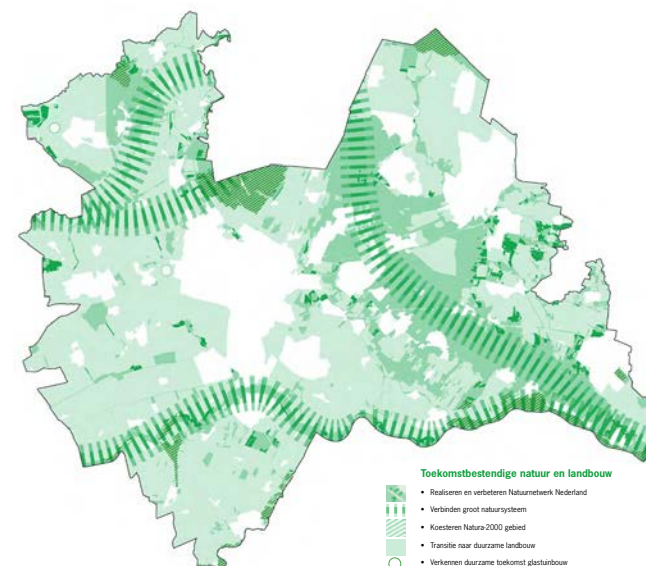 Toekomstbestendige natuur en landbouw
• Realiseren en verbeteren Natuurnetwerk Nederland
• Verbinden groot natuursysteem
• Koesteren Natura-2000 gebied
• Transitie naar duurzame landbouw
• Verkennen duurzame toekomst glastuinbouw